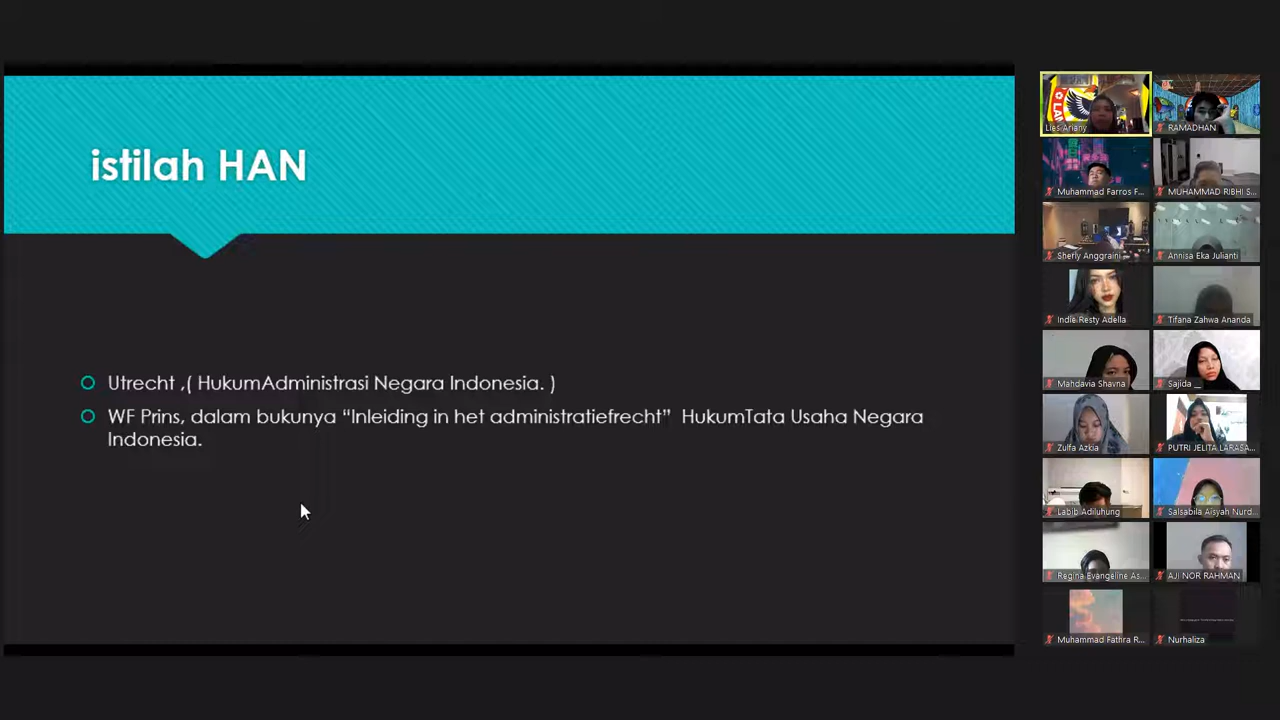 istilah HAN
Utrecht ,( HukumAdministrasi Negara Indonesia. )
WF Prins, dalam bukunya “Inleiding in het administratiefrecht” HukumTata Usaha Negara
Indonesia.
Lies Ariany
RAMADHAN
Muhammad Farros F...
MUHAMMAD RIBHI S...
Sherly Anggraini
Annisa Eka Julianti
Indie Resty Adella
Tifana Zahwa Ananda
Mahdavia Shavna
Sajida __
Zulfa Azkia
PUTRI JELITA LARASA...
Labib Adiluhung
Salsabila Aisyah Nurd...
Regina Evangeline As...
AJI NOR RAHMAN
Muhammad Fathra R...
Nurhaliza